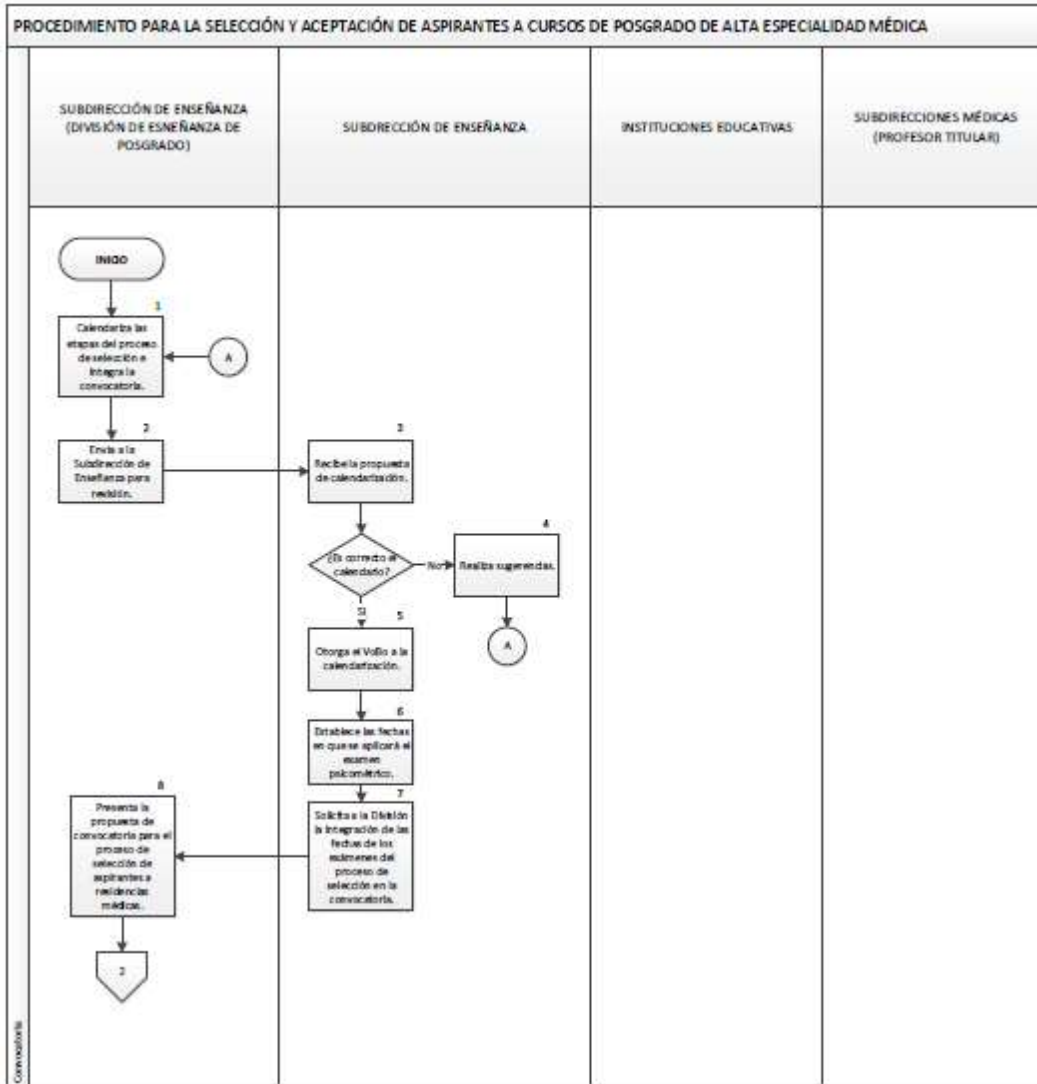 PROCEDIMIENTO PARA LA SELECCIÓN Y ACEPTACIÓN DE ASPIRANTES A CURSOS DE POSGRADO DE ALTA ESPECIALIDAD MÉDICA
SUBDIRECCIÓN DE ENSEÑANZA
(DIVISIÓN DE ESNEÑANZA DE
POSGRADO)
SUBDRECCIÓN DE ENSEÑANZA
INSTITUCIONES EDUCATIVAS
SUBDIRECCIONES MÉDICAS
(PROFESOR TITULAR)
INICIO
1
Calendariza las
etapas del proceso
de selección e
integra la
convocatoria.
A
2
Envía a la
Subdirección de
Enseñanza para
revisión.
3
Recibe la propuesta
de calendarización.
¿Es correcto el
calendario?
No
4
Realiza sugerencias.
A
Si
5
Otorga el VoBo a la
calendarización.
6
Establece las fechas
en que se aplicará el
examen
psicométrico.
7
Solicita a la División
la integración de las
fechas de los
exámenes del
proceso de
selección en la
convocatoria.
8
Presenta la
propuesta de
convocatoria para el
proceso de
selección de
aspirantes a
residencias
médicas.
2
Convocatoria